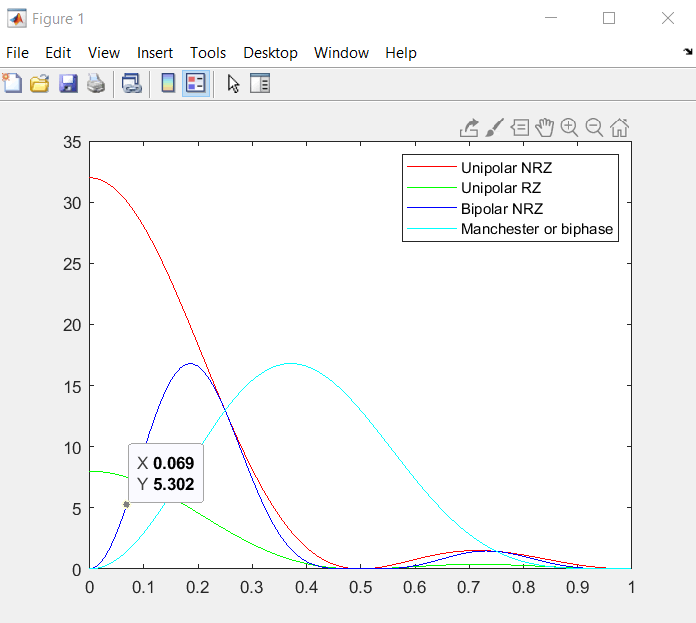 Figure 1
File Edit View Insert Tools Desktop Window Help
35
30
25
20
15
10
5
0
Unipolar NRZ
Unipolar RZ
Bipolar NRZ
Manchester or biphase
X 0.069
Y 5.302
0 0.1 0.2 0.3 0.4 0.5 0.6 0.7 0.8 0.9 1